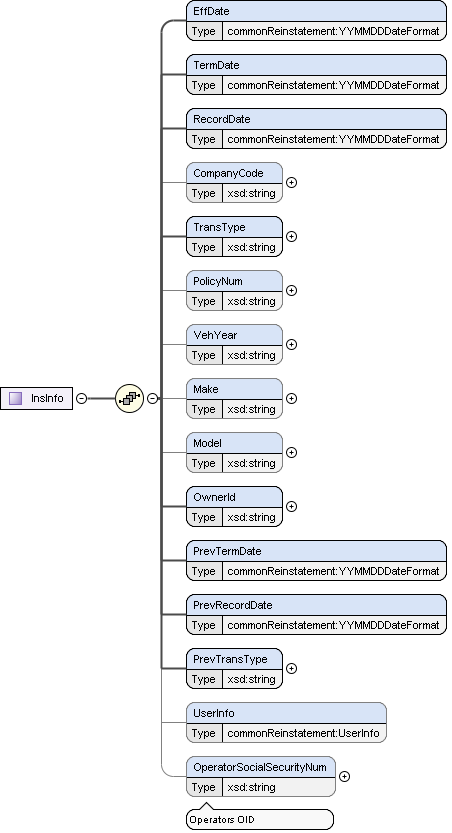 EffDate
Type commonReinstatement:YYMMDDDateFormat
TermDate
Type commonReinstatement:YYMMDDDateFormat
RecordDate
Type commonReinstatement:YYMMDDDateFormat
CompanyCode
Type xsd:string
TransType
Type xsd:string
PolicyNum
Type xsd:string
VehYear
Type xsd:string
InsInfo
Make
Type xsd:string
Model
Type xsd:string
OwnerId
Type xsd:string
PrevTermDate
Type commonReinstatement:YYMMDDDateFormat
PrevRecordDate
Type commonReinstatement:YYMMDDDateFormat
PrevTransType
Type xsd:string
UserInfo
Type commonReinstatement:UserInfo
OperatorSocialSecurityNum
Type xsd:string
Operators OID